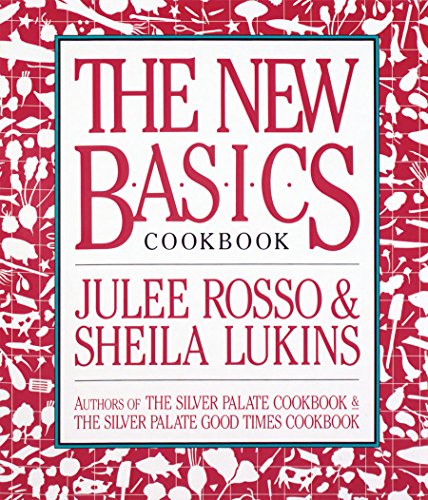 THE NEW
B·A·S·I·C·S
COOKBOOK
JULEE ROSSO &
SHEILA LUKINS
AUTHORS OF THE SILVER PALATE COOKBOOK &
THE SILVER PALATE GOOD TIMES COOKBOOK